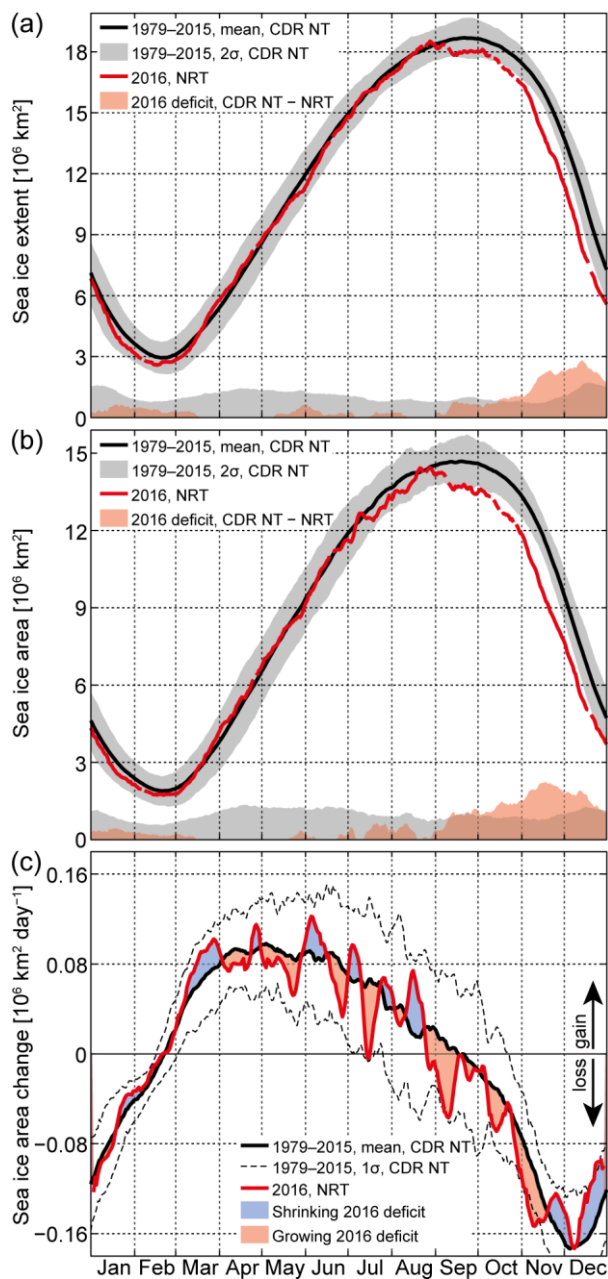 (a)
1979–2015, mean, CDR NT
1979–2015, 2σ, CDR NT
2016, NRT
2016 deficit, CDR NT − NRT
Sea ice extent [10⁶ km²]
18
15
12
9
6
3
0
(b)
1979–2015, mean, CDR NT
1979–2015, 2σ, CDR NT
2016, NRT
2016 deficit, CDR NT − NRT
Sea ice area [10⁶ km²]
15
12
9
6
3
0
(c)
Sea ice area change [10⁶ km² day⁻¹]
0.16
0.08
0
−0.08
−0.16
loss gain
1979–2015, mean, CDR NT
1979–2015, 1σ, CDR NT
2016, NRT
Shrinking 2016 deficit
Growing 2016 deficit
Jan Feb Mar Apr May Jun Jul Aug Sep Oct Nov Dec